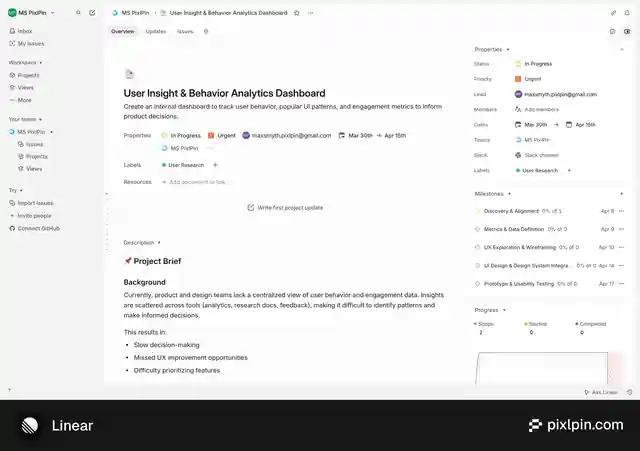 MS PixlPin
Inbox
My issues
Workspace
Projects
Views
More
Your teams
MS PixlPin
Issues
Projects
Views
Try
Import issues
Invite people
Connect GitHub
MS PixlPin › User Insight & Behavior Analytics Dashboard
Overview Updates Issues
User Insight & Behavior Analytics Dashboard
Create an internal dashboard to track user behavior, popular UI patterns, and engagement metrics to inform
product decisions.
Properties In Progress Urgent maxsmyth.pixlpin@gmail.com Mar 30th → Apr 15th
MS PixlPin
Labels User Research +
Resources + Add document or link...
Write first project update
Description
📌 Project Brief
Background
Currently, product and design teams lack a centralized view of user behavior and engagement data. Insights
are scattered across tools (analytics, research docs, feedback), making it difficult to identify patterns and
make informed decisions.
This results in:
• Slow decision-making
• Missed UX improvement opportunities
• Difficulty prioritizing features
Properties
Status In Progress
Priority Urgent
Lead maxsmyth.pixlpin@gmail.com
Members Add members
Dates Mar 30th → Apr 15th
Teams MS PixlPin
Slack Slack channel
Labels User Research +
Milestones +
Discovery & Alignment 0% of 1 Apr 8
Metrics & Data Definition 0% of 0 Apr 9
UX Exploration & Wireframing 0% of 0 Apr 10
UI Design & Design System Integra... 0% of 0 Apr 14
Prototype & Usability Testing 0% of 0 Apr 17
Progress
Scope Started Completed
2 0 0
Ask Linear
Linear
pixlpin.com